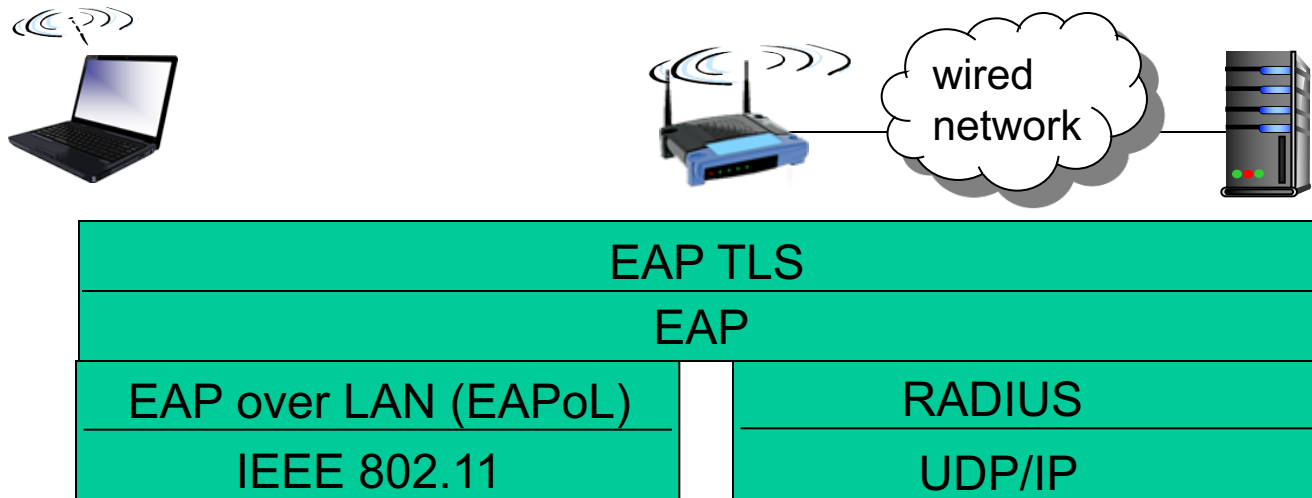 wired
network
EAP TLS
EAP
EAP over LAN (EAPoL)
RADIUS
IEEE 802.11
UDP/IP